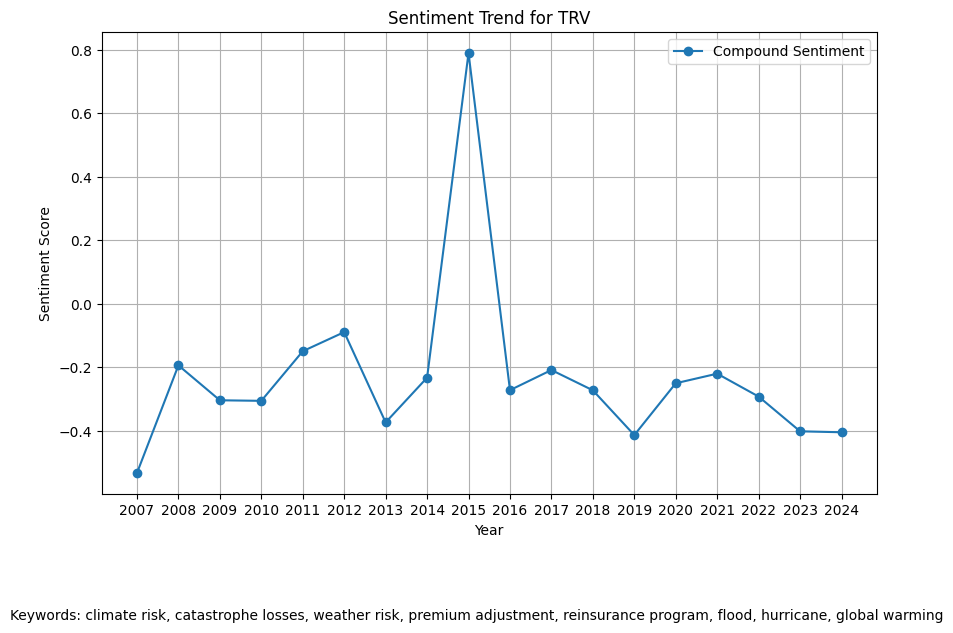 Sentiment Trend for TRV
Compound Sentiment
Sentiment Score
0.8
0.6
0.4
0.2
0.0
−0.2
−0.4
2007 2008 2009 2010 2011 2012 2013 2014 2015 2016 2017 2018 2019 2020 2021 2022 2023 2024
Year
Keywords: climate risk, catastrophe losses, weather risk, premium adjustment, reinsurance program, flood, hurricane, global warming